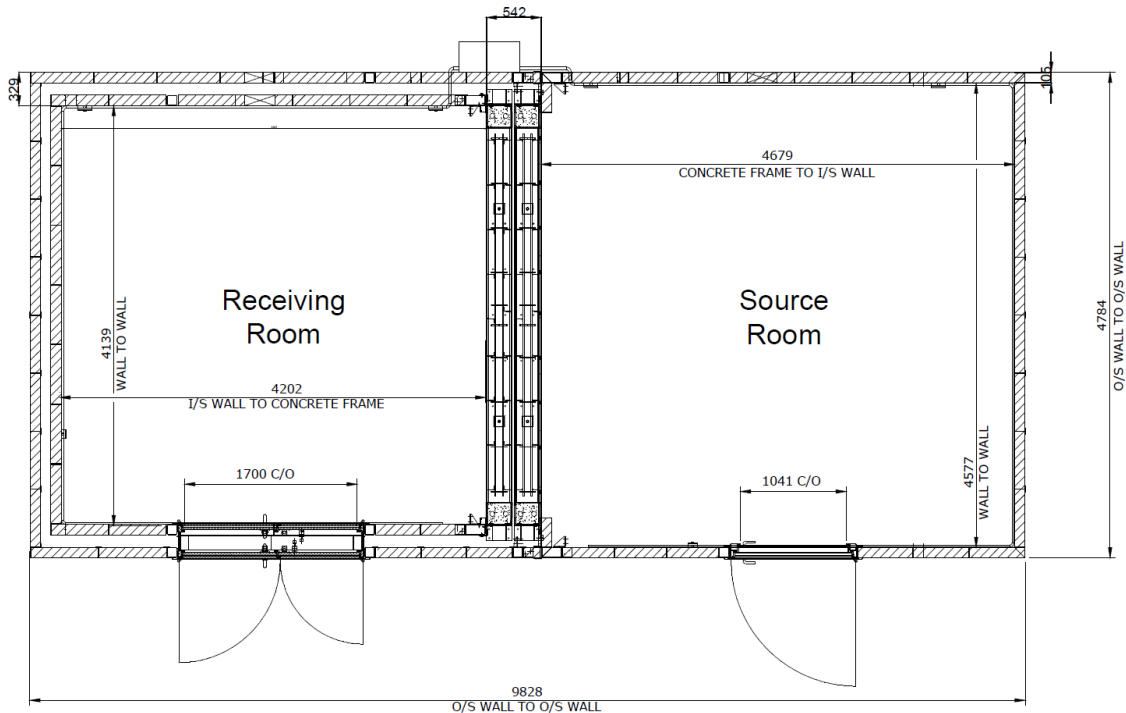 542
329
105
4679
CONCRETE FRAME TO I/S WALL
Receiving
Room
Source
Room
4139
WALL TO WALL
4784
O/S WALL TO O/S WALL
4202
I/S WALL TO CONCRETE FRAME
1700 C/O
1041 C/O
4577
WALL TO WALL
9828
O/S WALL TO O/S WALL